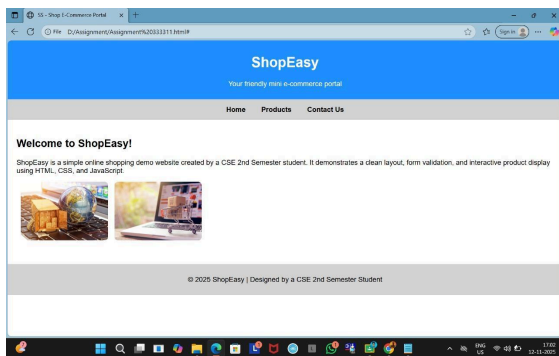 SS - Shop E-Commerce Portal
File D:/Assignment/Assignment%20333311.html#
Sign in
ShopEasy
Your friendly mini e-commerce portal
Home Products Contact Us
Welcome to ShopEasy!
ShopEasy is a simple online shopping demo website created by a CSE 2nd Semester student. It demonstrates a clean layout, form validation, and interactive product display
using HTML, CSS, and JavaScript.
© 2025 ShopEasy | Designed by a CSE 2nd Semester Student
ENG 17:02
US 12-11-2025